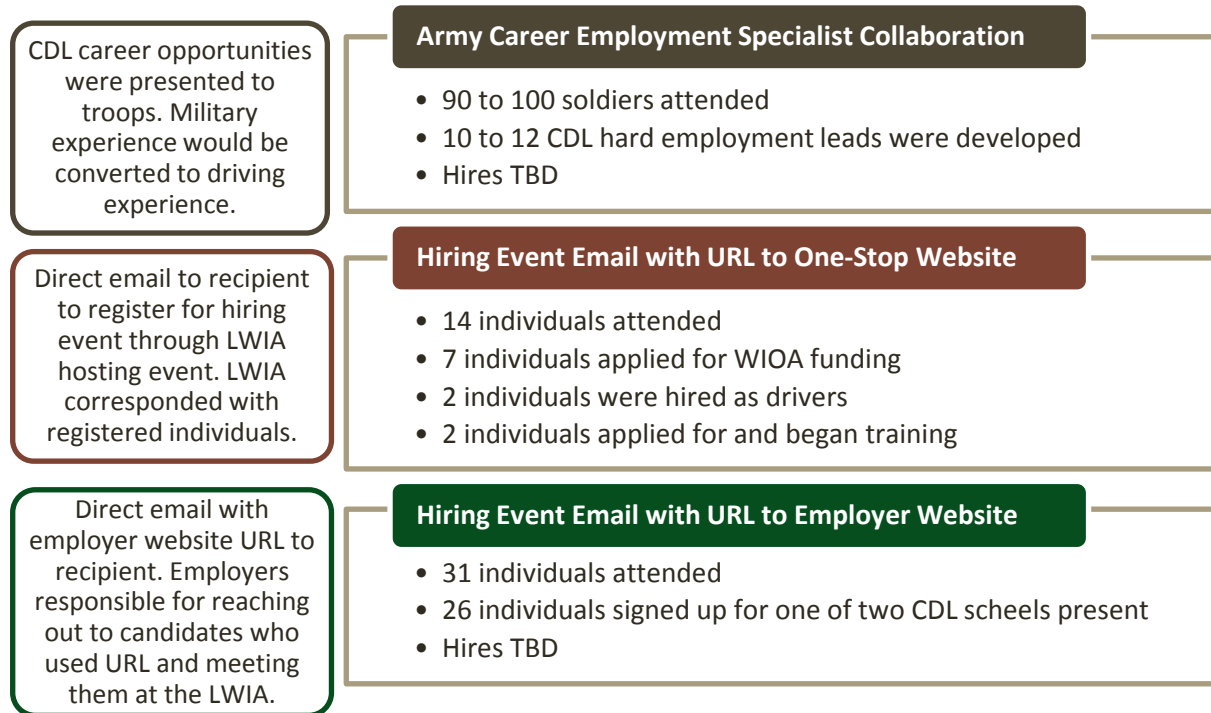 CDL career opportunities
were presented to
troops. Military
experience would be
converted to driving
experience.
Army Career Employment Specialist Collaboration
• 90 to 100 soldiers attended
• 10 to 12 CDL hard employment leads were developed
• Hires TBD
Direct email to recipient
to register for hiring
event through LWIA
hosting event. LWIA
corresponded with
registered individuals.
Hiring Event Email with URL to One-Stop Website
• 14 individuals attended
• 7 individuals applied for WIOA funding
• 2 individuals were hired as drivers
• 2 individuals applied for and began training
Direct email with
employer website URL to
recipient. Employers
responsible for reaching
out to candidates who
used URL and meeting
them at the LWIA.
Hiring Event Email with URL to Employer Website
• 31 individuals attended
• 26 individuals signed up for one of two CDL scheels present
• Hires TBD